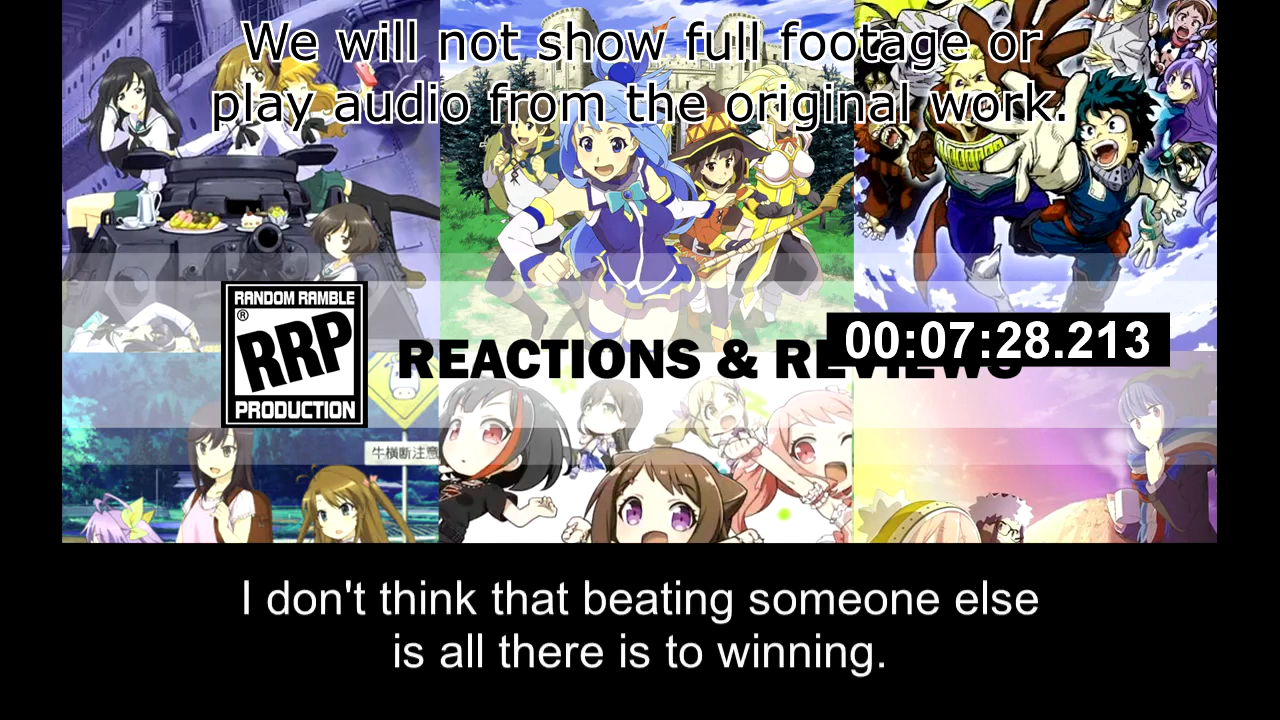 We will not show full footage or
play audio from the original work.
RANDOM RAMBLE
®
RRP
PRODUCTION
REACTIONS & REVIEWS
00:07:28.213
牛横断注意
I don't think that beating someone else
is all there is to winning.